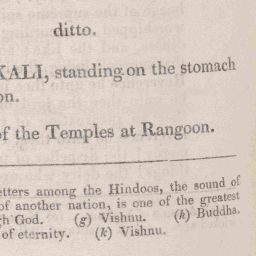 ditto.
KALI, standing on the stomach
on.
of the Temples at Rangoon.
etters among the Hindoos, the sound of
of another nation, is one of the greatest
gh God. (g) Vishnu. (h) Buddha.
of eternity. (k) Vishnu.